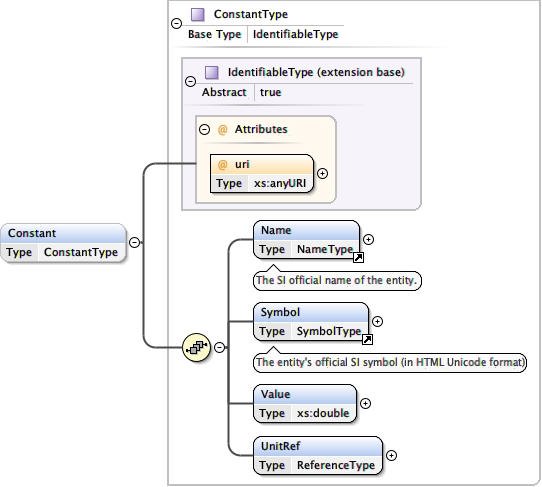 ConstantType
Base Type IdentifiableType
IdentifiableType (extension base)
Abstract true
@ Attributes
@ uri
Type xs:anyURI
Constant
Type ConstantType
Name
Type NameType
The SI official name of the entity.
Symbol
Type SymbolType
The entity's official SI symbol (in HTML Unicode format)
Value
Type xs:double
UnitRef
Type ReferenceType